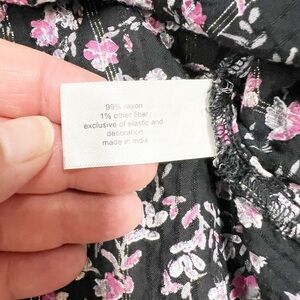 99% rayon
1% other fiber
exclusive of elastic and
decoration
made in india